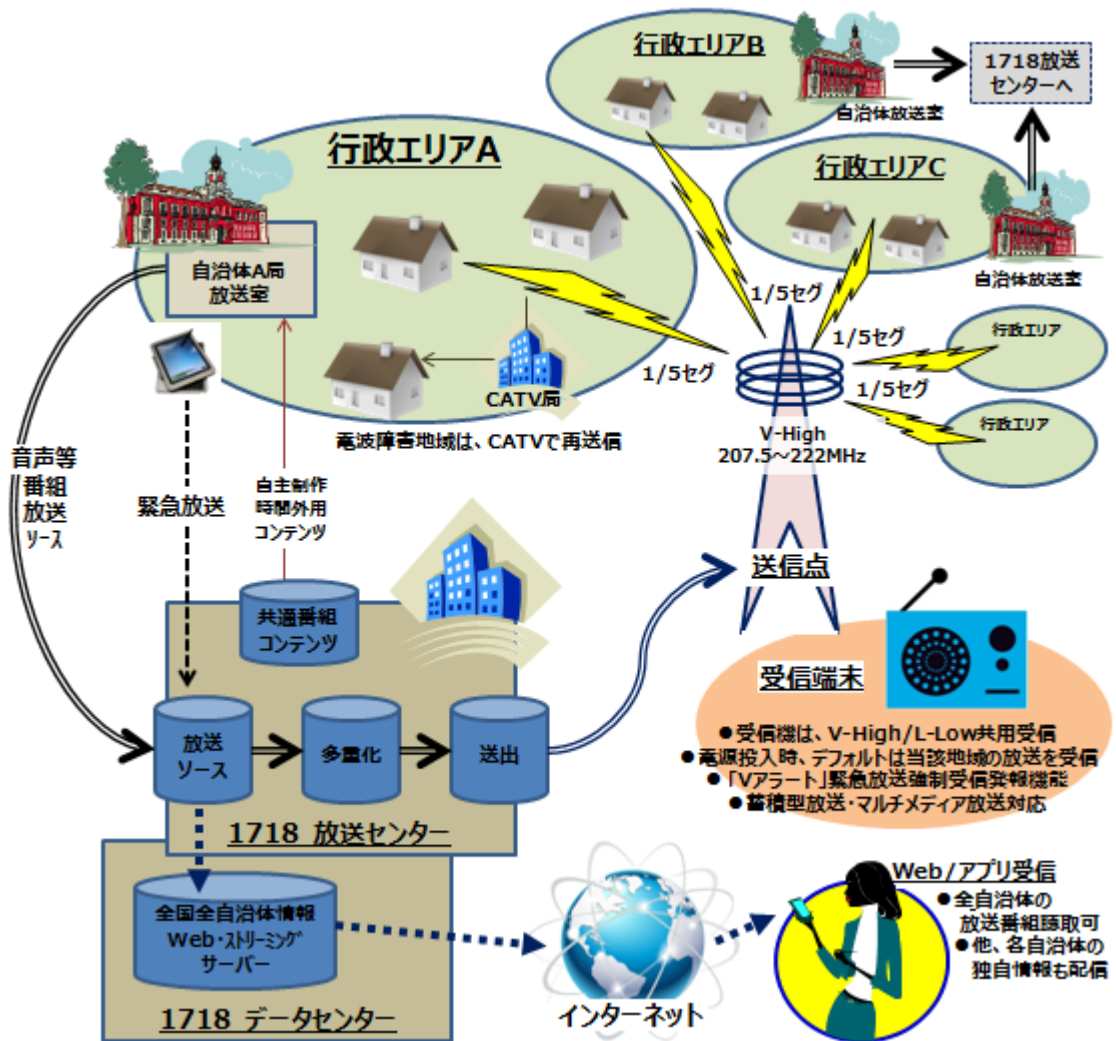 行政エリアB
自治体放送室
1718放送
センターへ
行政エリアA
行政エリアC
自治体放送室
自治体A局
放送室
1/5セグ
1/5セグ
1/5セグ
1/5セグ
行政エリア
行政エリア
CATV局
電波障害地域は、CATVで再送信
V-High
207.5～222MHz
音声等
番組
放送
ソース
緊急放送
自主制作
時間外用
コンテンツ
送信点
共通番組
コンテンツ
受信端末
●受信機は、V-High/L-Low共用受信
●電源投入時、デフォルトは当該地域の放送を受信
●「Vアラート」緊急放送強制受信発報機能
●蓄積型放送・マルチメディア放送対応
放送
ソース
多重化
送出
1718 放送センター
全国全自治体情報
Web・ストリーミング
サーバー
1718 データセンター
インターネット
Web/アプリ受信
●全自治体の
放送番組聴取可
●他、各自治体の
独自情報も配信